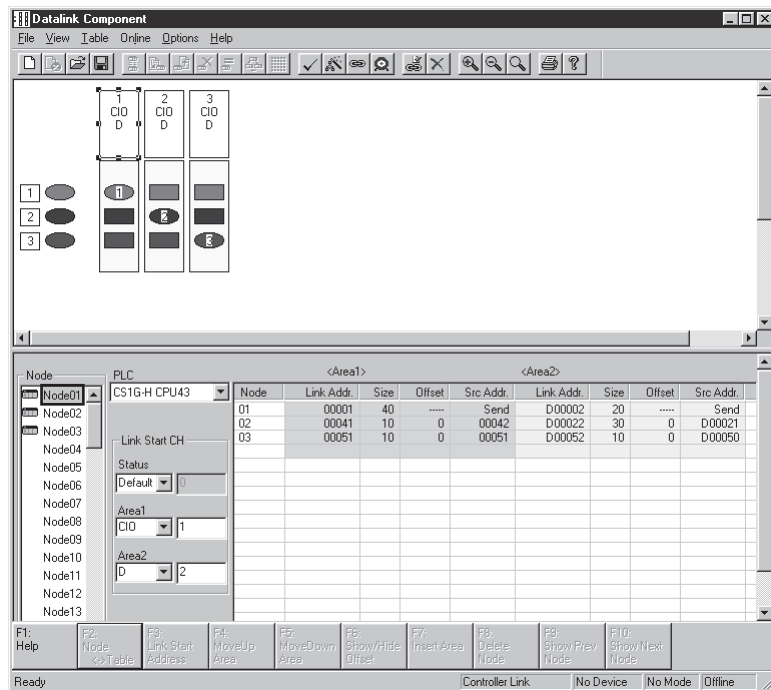 Datalink Component
File View Table Online Options Help
1 2 3
CIO CIO CIO
D D D
1 1
2 2
3 3
<Area1> <Area2>
Node PLC
CS1G-H CPU43
Node Link Addr. Size Offset Src Addr. Link Addr. Size Offset Src Addr.
01 00001 40 ----- Send D00002 20 ----- Send
02 00041 10 0 00042 D00022 30 0 D00021
03 00051 10 0 00051 D00052 10 0 D00050
Node01
Node02
Node03
Node04
Node05
Node06
Node07
Node08
Node09
Node10
Node11
Node12
Node13
Link Start CH
Status
Default 0
Area1
CIO 1
Area2
D 2
F1: Help
F2: Node <->Table
F3: Link Start Address
F4: MoveUp Area
F5: MoveDown Area
F6: Show/Hide Offset
F7: Insert Area
F8: Delete Node
F9: Show Prev Node
F10: Show Next Node
Ready Controller Link No Device No Mode Offline